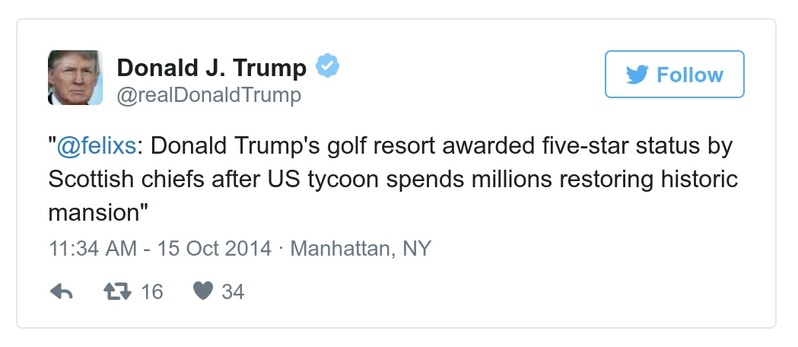 Donald J. Trump
@realDonaldTrump
Follow
"@felixs: Donald Trump's golf resort awarded five-star status by
Scottish chiefs after US tycoon spends millions restoring historic
mansion"
11:34 AM - 15 Oct 2014 · Manhattan, NY
16 34